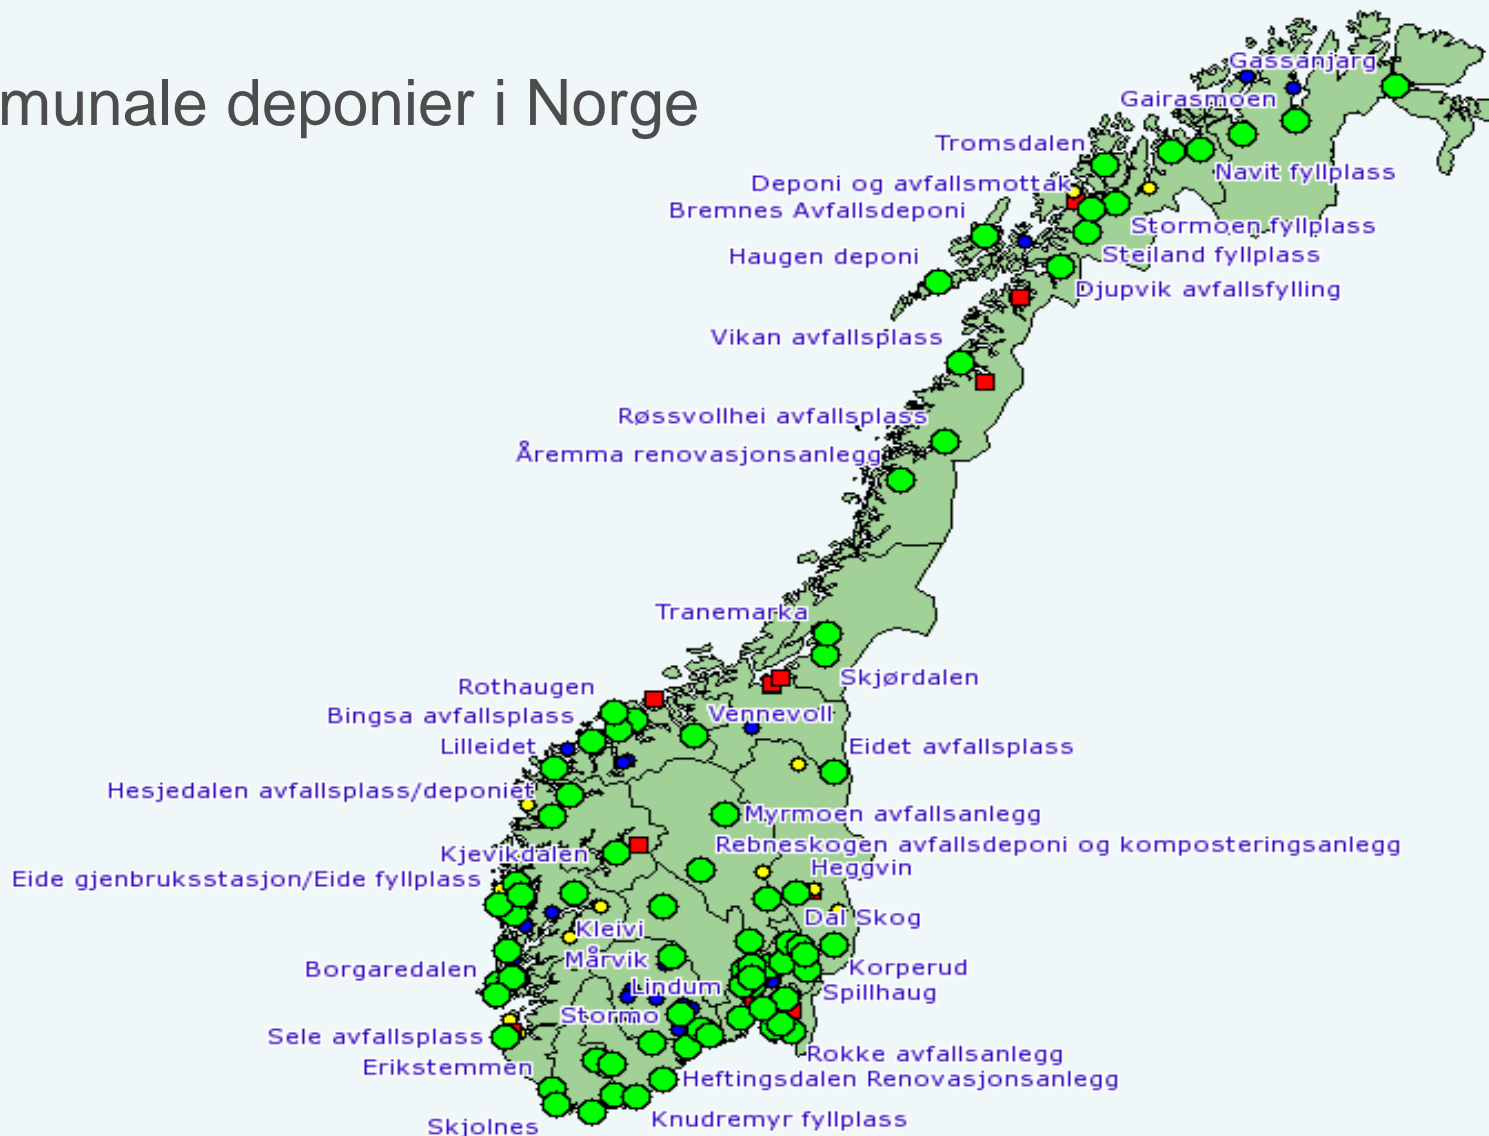 munale deponier i Norge
Gassanjarg
Gairasmoen
Tromsdalen
Navit fyllplass
Deponi og avfallsmottak
Bremnes Avfallsdeponi
Stormoen fyllplass
Haugen deponi
Steiland fyllplass
Djupvik avfallsfylling
Vikan avfallsplass
Røssvollhei avfallsplass
Åremma renovasjonsanlegg
Tranemarka
Skjørdalen
Rothaugen
Bingsa avfallsplass
Vennevoll
Lilleidet
Eidet avfallsplass
Hesjedalen avfallsplass/deponiet
Myrmoen avfallsanlegg
Rebneskogen avfallsdeponi og komposteringsanlegg
Kjevikdalen
Heggvin
Eide gjenbruksstasjon/Eide fyllplass
Dal Skog
Kleivi
Mårvik
Borgaredalen
Korperud
Lindum
Spillhaug
Stormo
Sele avfallsplass
Rokke avfallsanlegg
Erikstemmen
Heftingsdalen Renovasjonsanlegg
Knudremyr fyllplass
Skjolnes